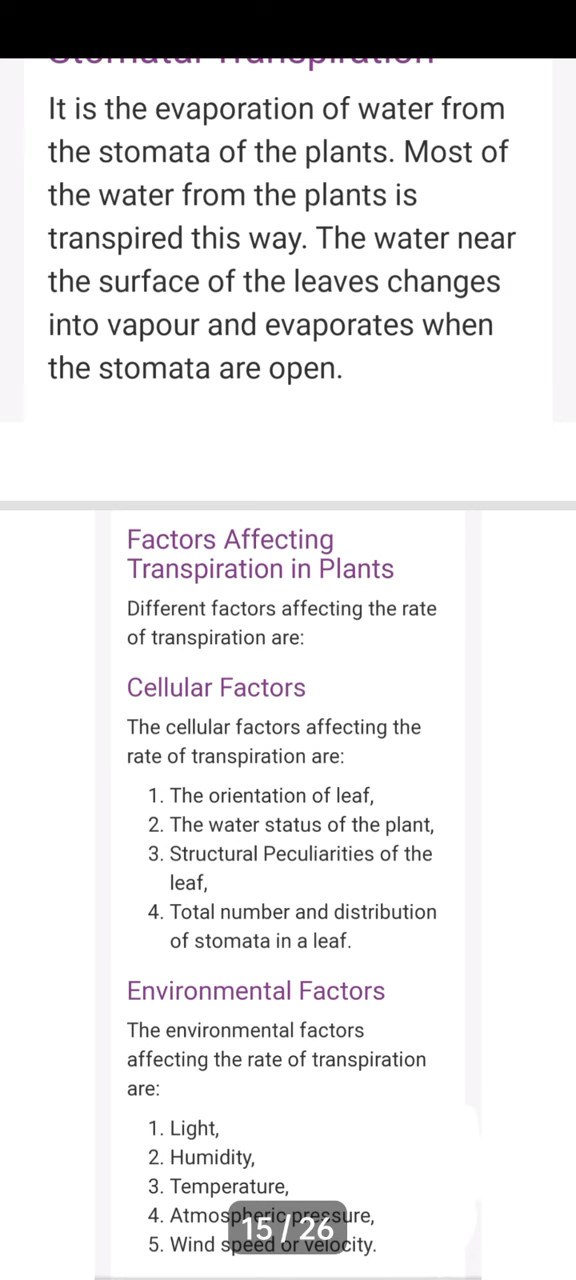 Stomatal Transpiration
It is the evaporation of water from
the stomata of the plants. Most of
the water from the plants is
transpired this way. The water near
the surface of the leaves changes
into vapour and evaporates when
the stomata are open.
Factors Affecting
Transpiration in Plants
Different factors affecting the rate
of transpiration are:
Cellular Factors
The cellular factors affecting the
rate of transpiration are:
1. The orientation of leaf,
2. The water status of the plant,
3. Structural Peculiarities of the
leaf,
4. Total number and distribution
of stomata in a leaf.
Environmental Factors
The environmental factors
affecting the rate of transpiration
are:
1. Light,
2. Humidity,
3. Temperature,
4. Atmospheric pressure,
15 / 26
5. Wind speed or velocity.